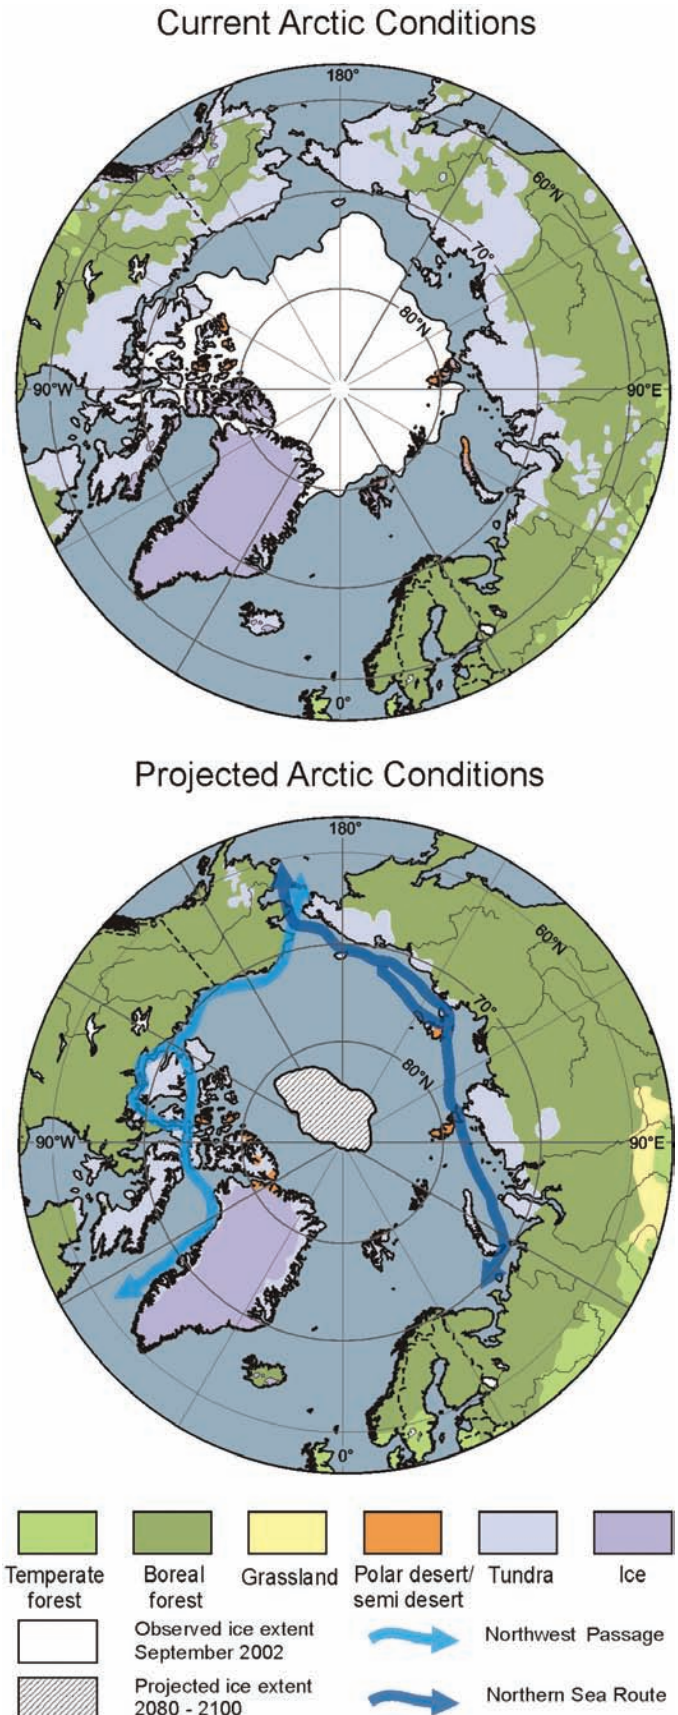 Current Arctic Conditions
180°
60°N
70°
80°N
90°W
90°E
0°
Projected Arctic Conditions
180°
60°N
70°
80°N
90°W
90°E
0°
Temperate
forest
Boreal
forest
Grassland
Polar desert/
semi desert
Tundra
Ice
Observed ice extent
September 2002
Northwest Passage
Projected ice extent
2080 - 2100
Northern Sea Route